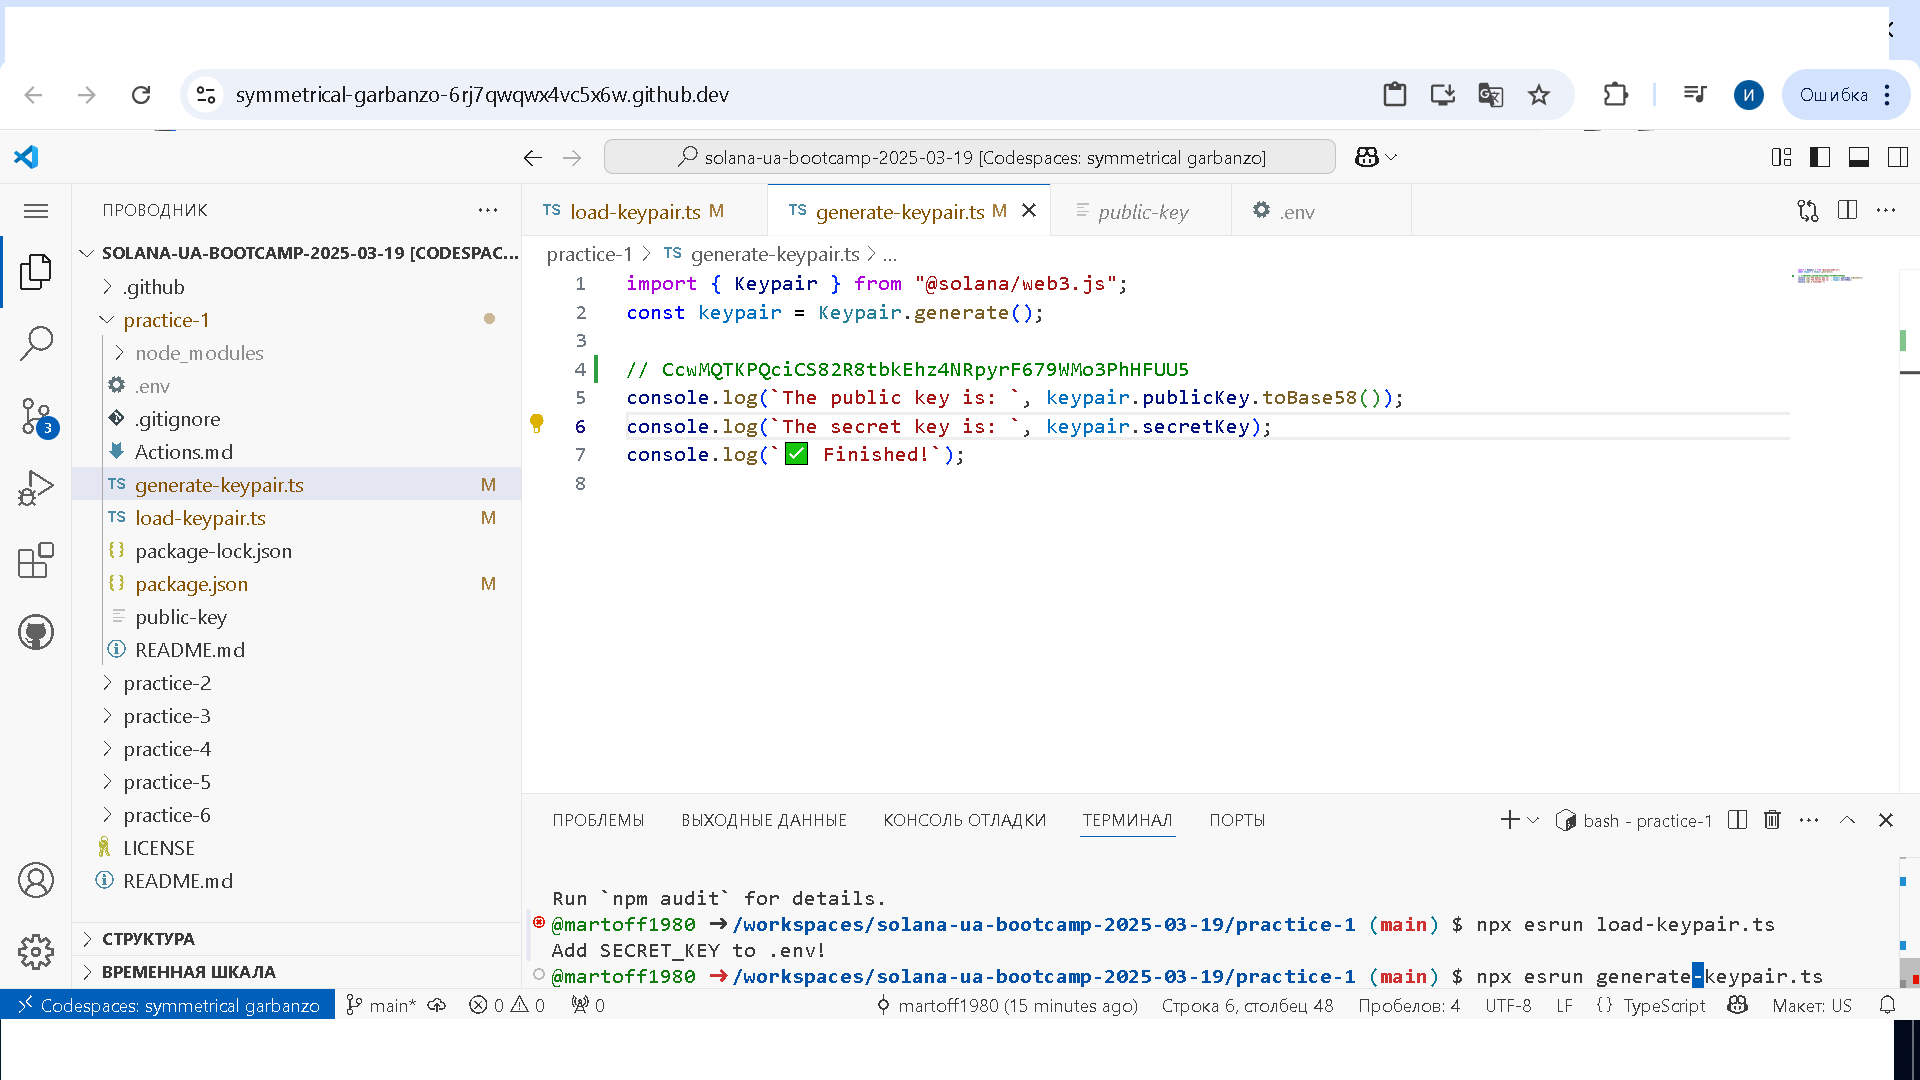 symmetrical-garbanzo-6rj7qwqwx4vc5x6w.github.dev
И
Ошибка
solana-ua-bootcamp-2025-03-19 [Codespaces: symmetrical garbanzo]
ПРОВОДНИК
SOLANA-UA-BOOTCAMP-2025-03-19 [CODESPAC...
.github
practice-1
node_modules
.env
.gitignore
Actions.md
TS generate-keypair.ts M
TS load-keypair.ts M
{} package-lock.json
{} package.json M
public-key
README.md
practice-2
practice-3
practice-4
practice-5
practice-6
LICENSE
README.md
СТРУКТУРА
ВРЕМЕННАЯ ШКАЛА
3
TS load-keypair.ts M
TS generate-keypair.ts M
public-key
.env
practice-1 > TS generate-keypair.ts > ...
1 import { Keypair } from "@solana/web3.js";
2 const keypair = Keypair.generate();
3
4 // CcwMQTKPQciCS82R8tbkEhz4NRpyrF679WMo3PhHFUU5
5 console.log(`The public key is: `, keypair.publicKey.toBase58());
6 console.log(`The secret key is: `, keypair.secretKey);
7 console.log(`✅ Finished!`);
8
ПРОБЛЕМЫ ВЫХОДНЫЕ ДАННЫЕ КОНСОЛЬ ОТЛАДКИ ТЕРМИНАЛ ПОРТЫ
bash - practice-1
Run `npm audit` for details.
@martoff1980 ➜ /workspaces/solana-ua-bootcamp-2025-03-19/practice-1 (main) $ npx esrun load-keypair.ts
Add SECRET_KEY to .env!
@martoff1980 ➜ /workspaces/solana-ua-bootcamp-2025-03-19/practice-1 (main) $ npx esrun generate-keypair.ts
Codespaces: symmetrical garbanzo main* 0 0 0 martoff1980 (15 minutes ago) Строка 6, столбец 48 Пробелов: 4 UTF-8 LF {} TypeScript Макет: US